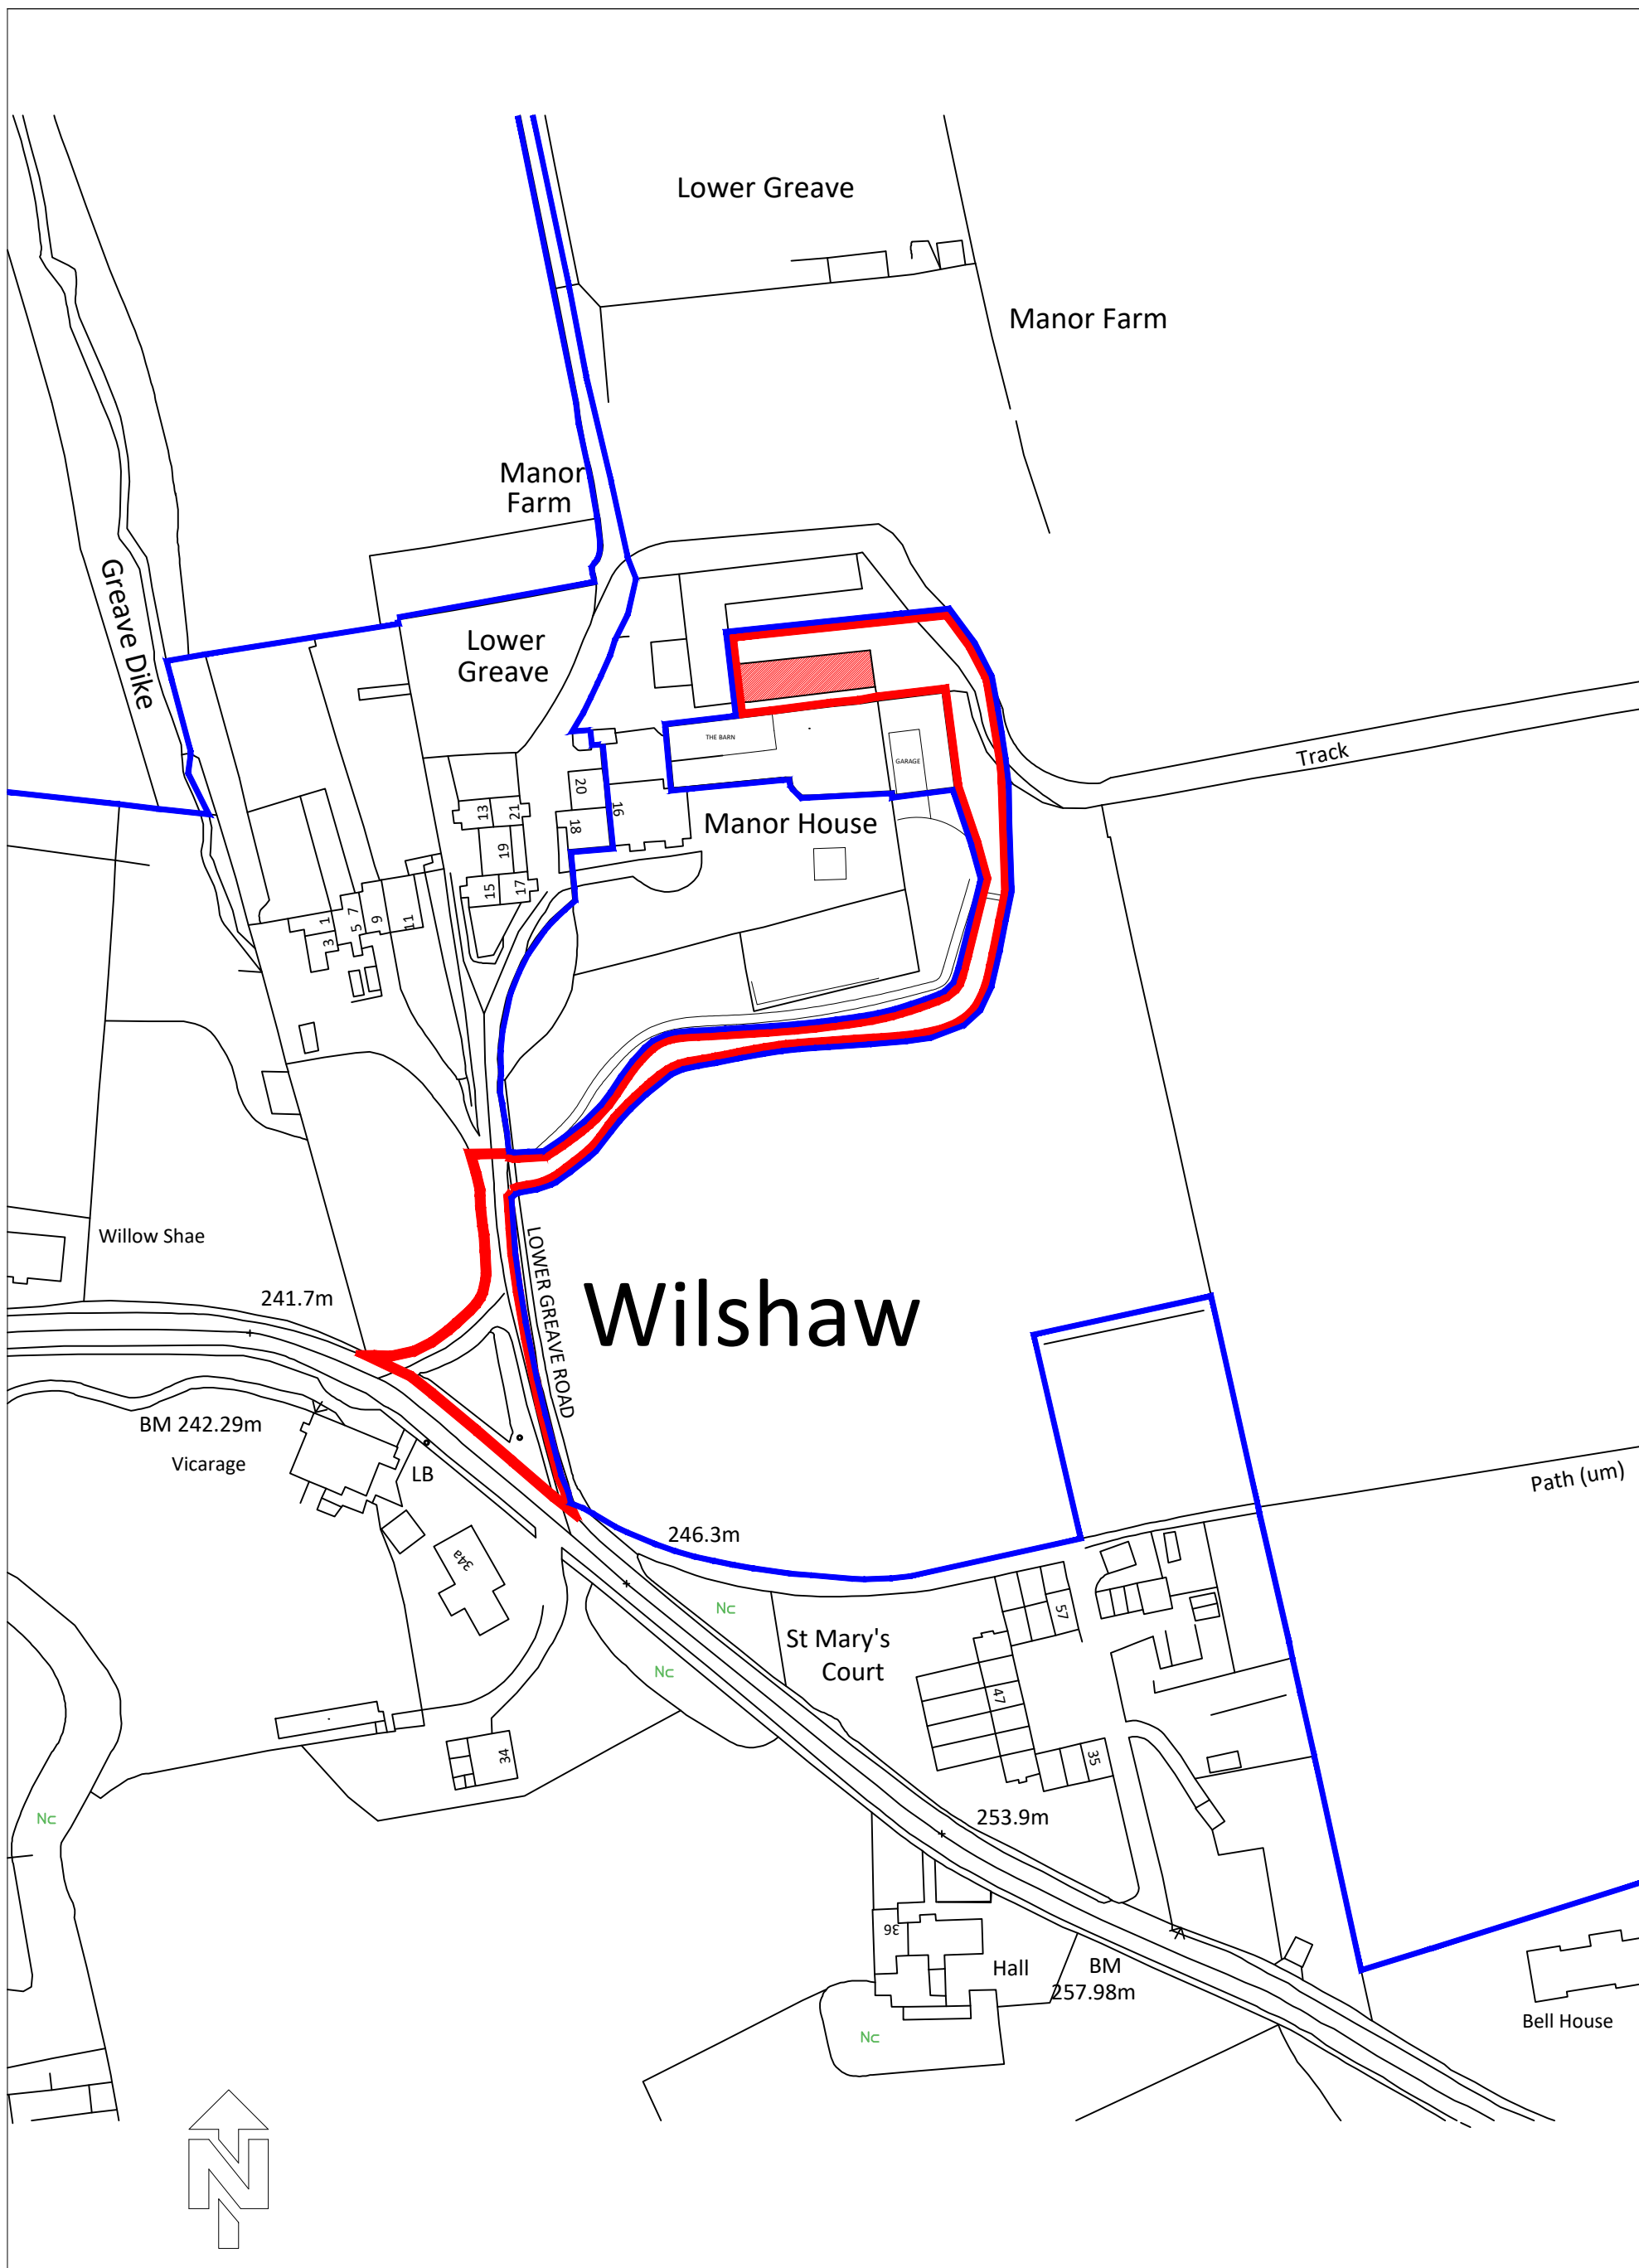 Lower Greave
Manor Farm
Manor
Farm
Greave Dike
Lower
Greave
THE BARN
GARAGE
Track
20
16
18
13
21
19
15
17
Manor House
1
3
5
7
9
11
Willow Shae
241.7m
LOWER GREAVE ROAD
Wilshaw
BM 242.29m
Vicarage
LB
34a
246.3m
Path (um)
Nc
Nc
St Mary's
Court
57
47
35
34
Nc
253.9m
36
Hall
BM
257.98m
Nc
Bell House
N